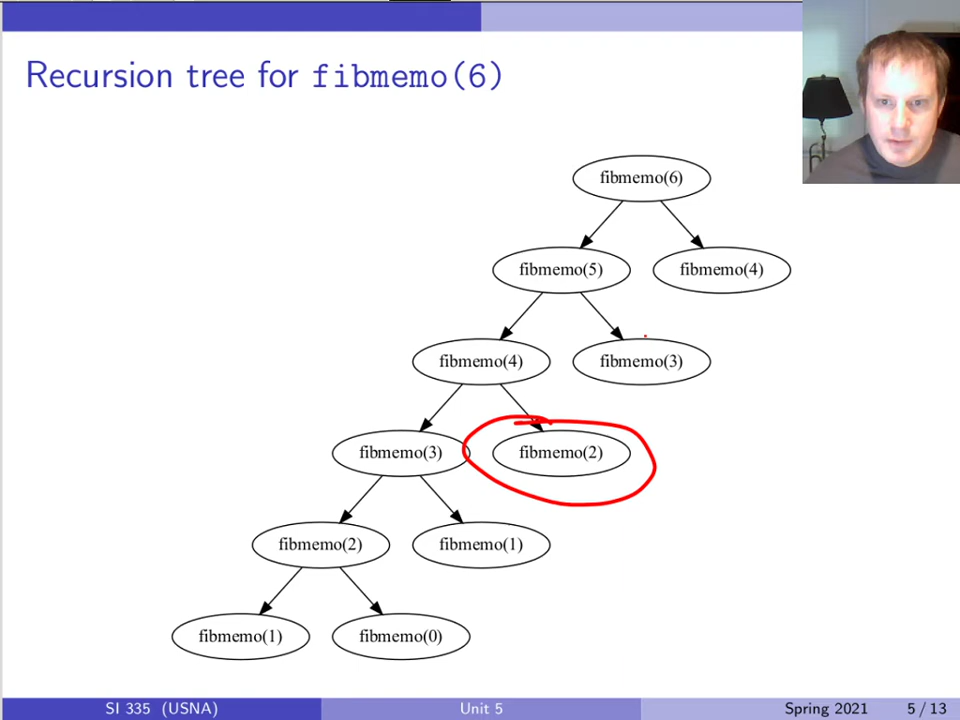 Recursion tree for fibmemo(6)
fibmemo(6)
fibmemo(5)
fibmemo(4)
fibmemo(4)
fibmemo(3)
fibmemo(3)
fibmemo(2)
fibmemo(2)
fibmemo(1)
fibmemo(1)
fibmemo(0)
SI 335 (USNA)
Unit 5
Spring 2021
5 / 13